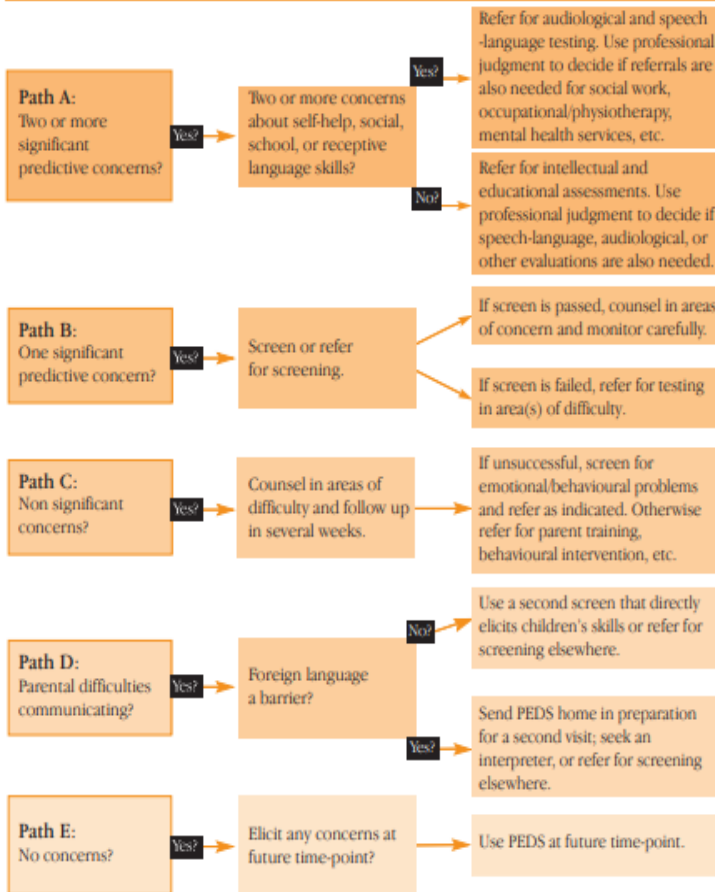 Path A:
Two or more
significant
predictive concerns?
Yes?
Two or more concerns
about self-help, social,
school, or receptive
language skills?
Yes?
Refer for audiological and speech
-language testing. Use professional
judgment to decide if referrals are
also needed for social work,
occupational/physiotherapy,
mental health services, etc.
No?
Refer for intellectual and
educational assessments. Use
professional judgment to decide if
speech-language, audiological, or
other evaluations are also needed.
Path B:
One significant
predictive concern?
Yes?
Screen or refer
for screening.
If screen is passed, counsel in areas
of concern and monitor carefully.
If screen is failed, refer for testing
in area(s) of difficulty.
Path C:
Non significant
concerns?
Yes?
Counsel in areas of
difficulty and follow up
in several weeks.
If unsuccessful, screen for
emotional/behavioural problems
and refer as indicated. Otherwise
refer for parent training,
behavioural intervention, etc.
Path D:
Parental difficulties
communicating?
Yes?
Foreign language
a barrier?
No?
Use a second screen that directly
elicits children's skills or refer for
screening elsewhere.
Yes?
Send PEDS home in preparation
for a second visit; seek an
interpreter, or refer for screening
elsewhere.
Path E:
No concerns?
Yes?
Elicit any concerns at
future time-point?
Use PEDS at future time-point.